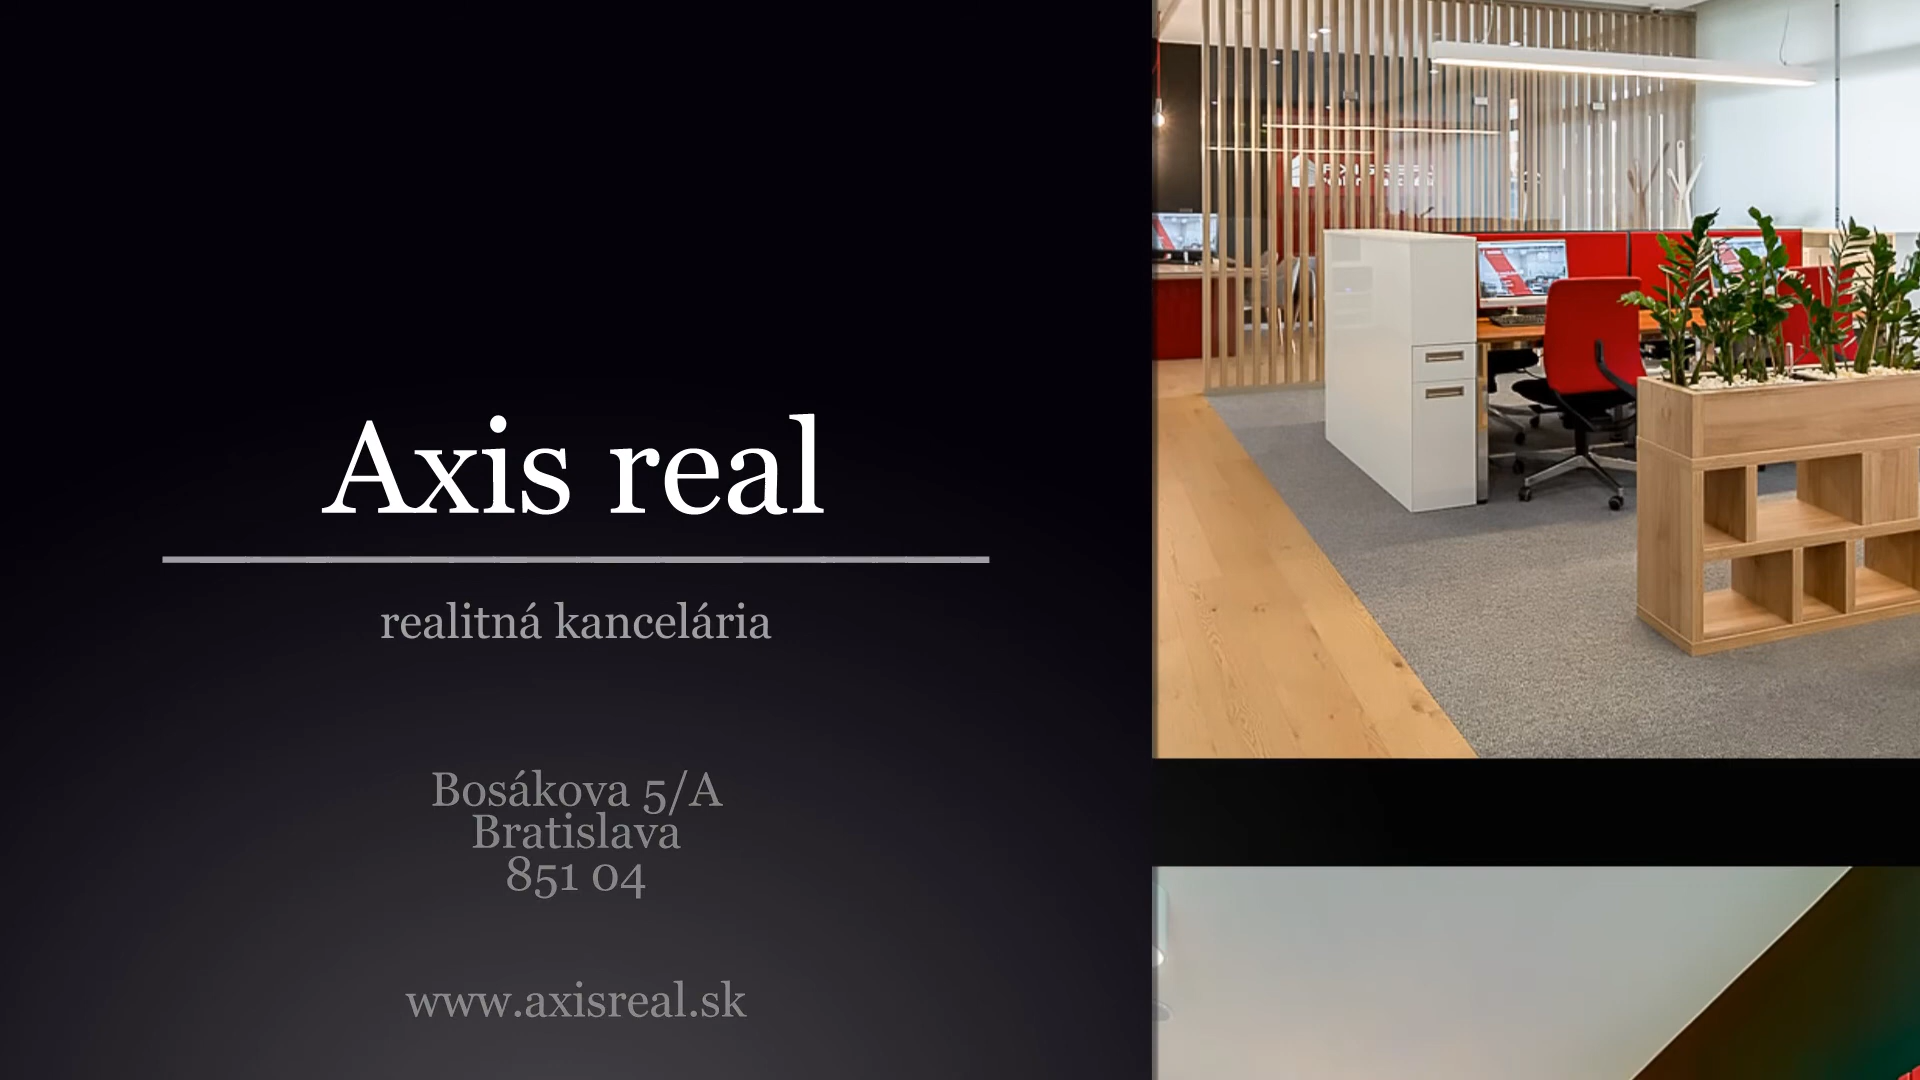 Axis real
realitná kancelária
Bosákova 5/A
Bratislava
851 04
www.axisreal.sk